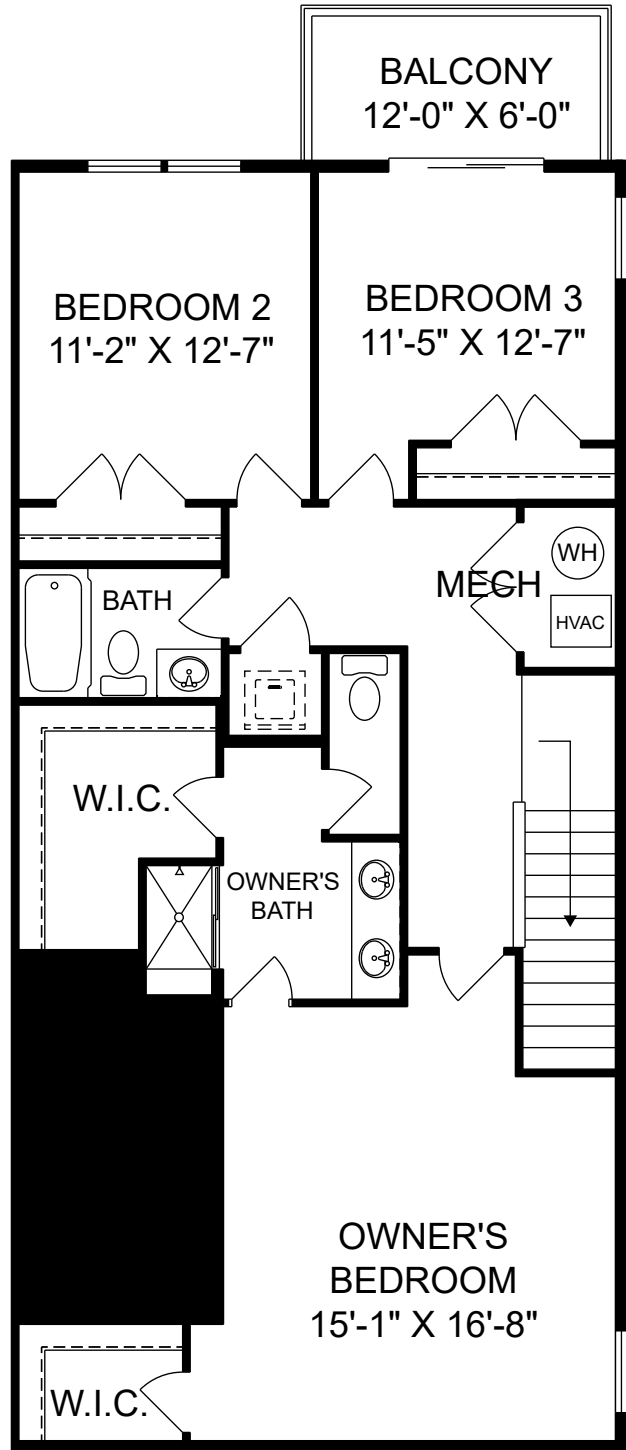 BALCONY
12'-0" X 6'-0"
BEDROOM 2
11'-2" X 12'-7"
BEDROOM 3
11'-5" X 12'-7"
WH
MECH
HVAC
BATH
W.I.C.
OWNER'S
BATH
OWNER'S
BEDROOM
15'-1" X 16'-8"
W.I.C.